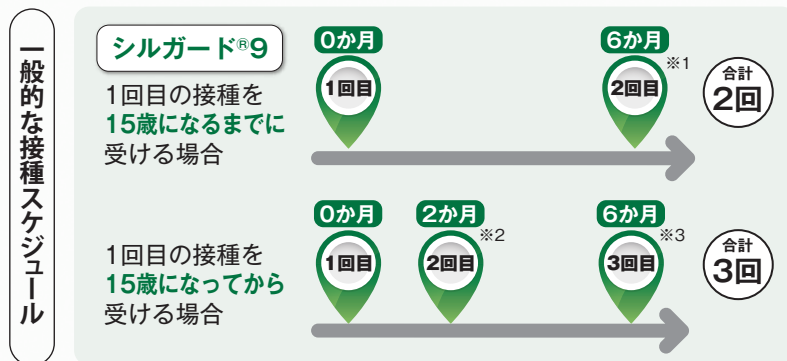 一般的な接種スケジュール
シルガード®9
1回目の接種を
15歳になるまでに
受ける場合
0か月
1回目
6か月
2回目
※1
合計
2回
1回目の接種を
15歳になってから
受ける場合
0か月
1回目
2か月
2回目
※2
6か月
3回目
※3
合計
3回